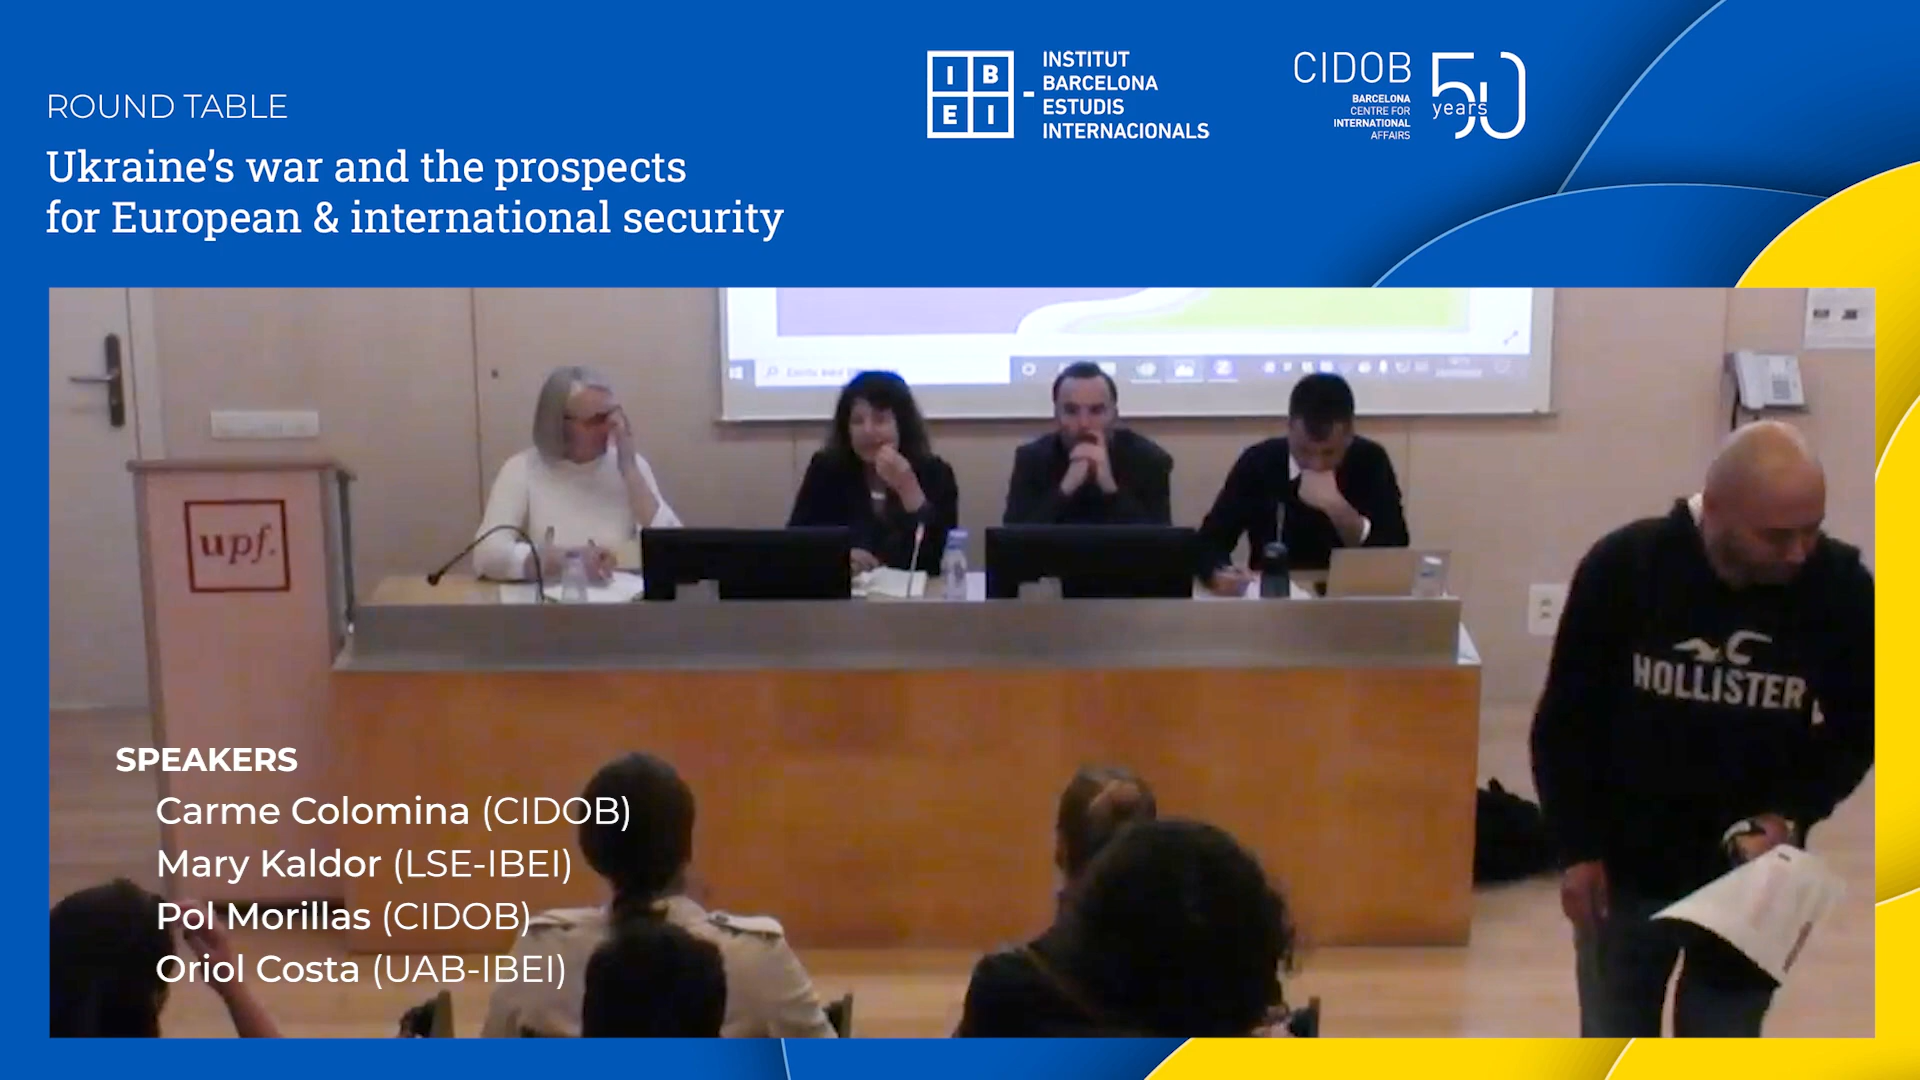 ROUND TABLE
Ukraine’s war and the prospects
for European & international security
I B
E I
INSTITUT
BARCELONA
ESTUDIS
INTERNACIONALS
CIDOB
BARCELONA
CENTRE FOR
INTERNATIONAL
AFFAIRS
50
years
upf.
HOLLISTER
SPEAKERS
Carme Colomina (CIDOB)
Mary Kaldor (LSE-IBEI)
Pol Morillas (CIDOB)
Oriol Costa (UAB-IBEI)